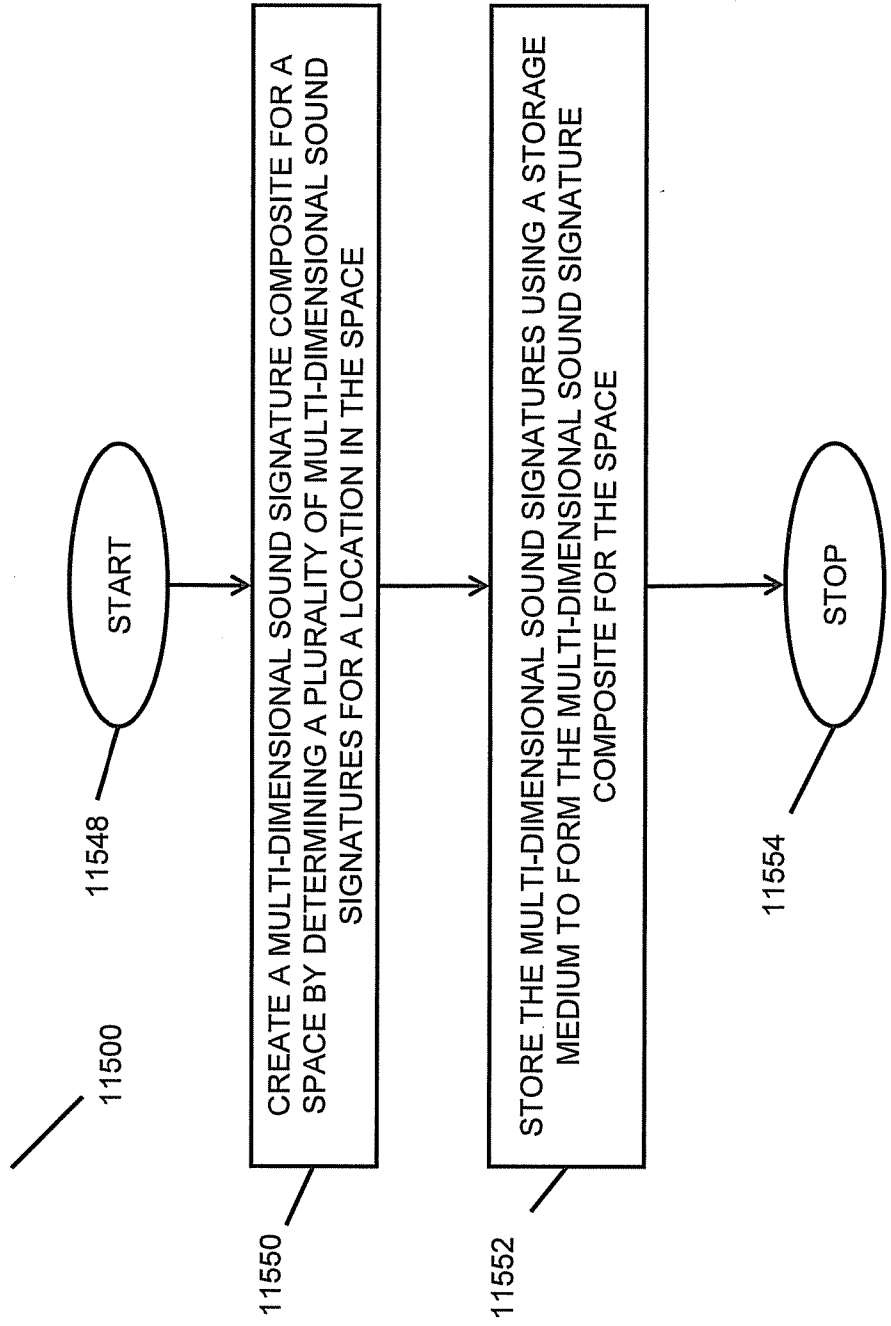 11500
START
11548
CREATE A MULTI-DIMENSIONAL SOUND SIGNATURE COMPOSITE FOR A
SPACE BY DETERMINING A PLURALITY OF MULTI-DIMENSIONAL SOUND
SIGNATURES FOR A LOCATION IN THE SPACE
11550
STORE THE MULTI-DIMENSIONAL SOUND SIGNATURES USING A STORAGE
MEDIUM TO FORM THE MULTI-DIMENSIONAL SOUND SIGNATURE
COMPOSITE FOR THE SPACE
11552
STOP
11554